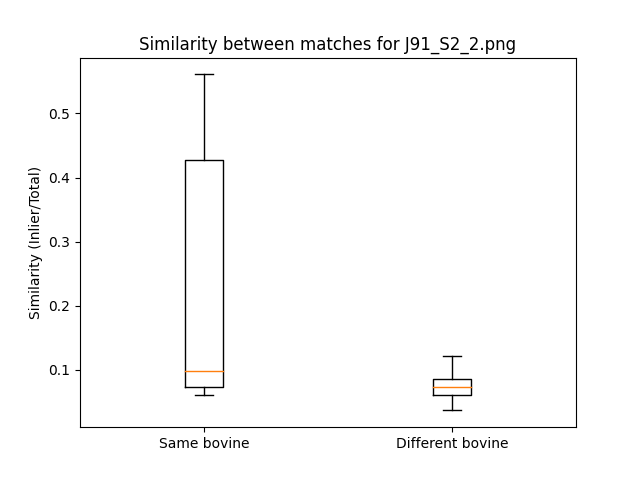 Similarity between matches for J91_S2_2.png
Similarity (Inlier/Total)
0.5
0.4
0.3
0.2
0.1
Same bovine
Different bovine